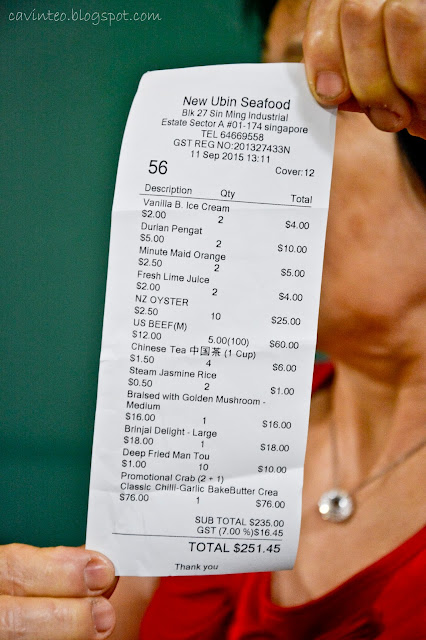 cavinteo.blogspot.com
New Ubin Seafood
Blk 27 Sin Ming Industrial
Estate Sector A #01-174 singapore
TEL 64669558
GST REG NO:201327433N
11 Sep 2015 13:11
56 Cover:12
Description Qty Total
Vanilla B. Ice Cream
$2.00 2 $4.00
Durian Pengat
$5.00 2 $10.00
Minute Maid Orange
$2.50 2 $5.00
Fresh Lime Juice
$2.00 2 $4.00
NZ OYSTER
$2.50 10 $25.00
US BEEF(M)
$12.00 5.00(100) $60.00
Chinese Tea 中国茶 (1 Cup)
$1.50 4 $6.00
Steam Jasmine Rice
$0.50 2 $1.00
Braised with Golden Mushroom -
Medium
$16.00 1 $16.00
Brinjal Delight - Large
$18.00 1 $18.00
Deep Fried Man Tou
$1.00 10 $10.00
Promotional Crab (2 + 1)
Classic Chilli-Garlic BakeButter Crea
$76.00 1 $76.00
SUB TOTAL $235.00
GST (7.00 %)$16.45
TOTAL $251.45
Thank you